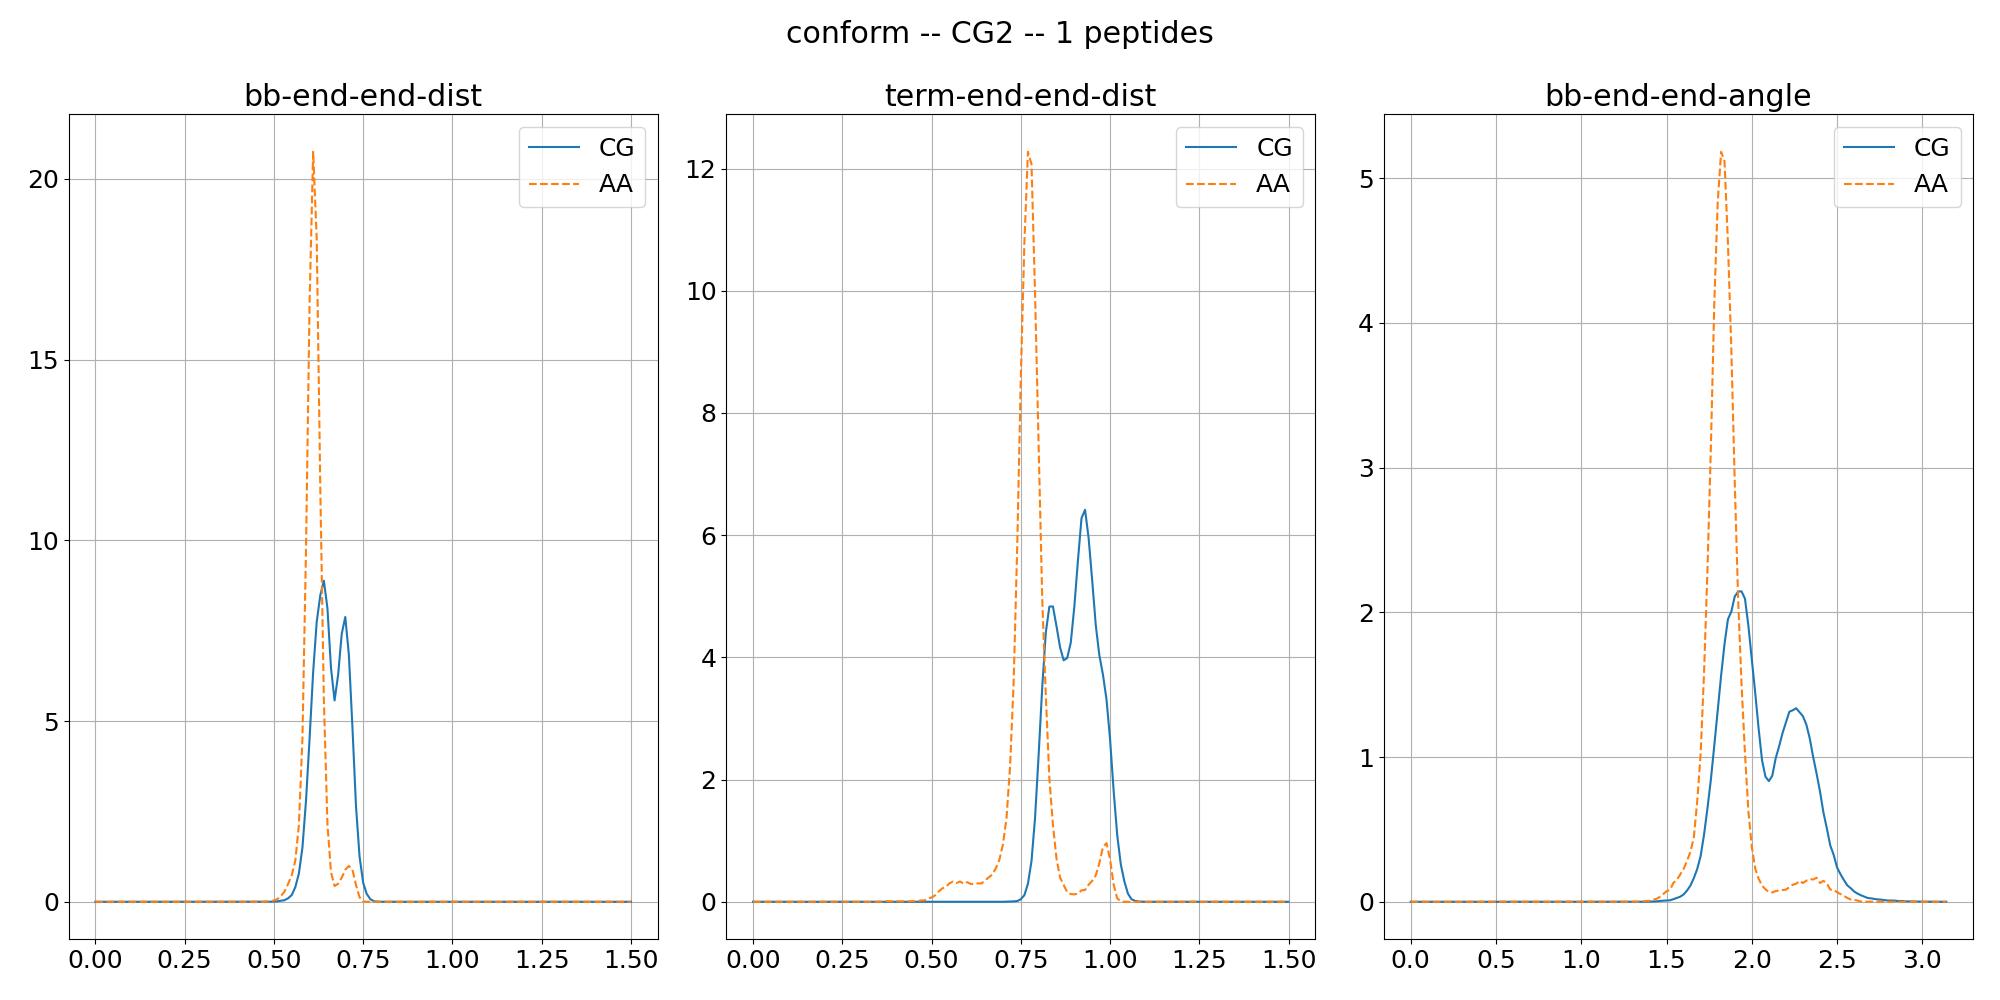 conform -- CG2 -- 1 peptides
bb-end-end-dist
CG
AA
20
15
10
5
0
0.00 0.25 0.50 0.75 1.00 1.25 1.50
term-end-end-dist
CG
AA
12
10
8
6
4
2
0
0.00 0.25 0.50 0.75 1.00 1.25 1.50
bb-end-end-angle
CG
AA
5
4
3
2
1
0
0.0 0.5 1.0 1.5 2.0 2.5 3.0